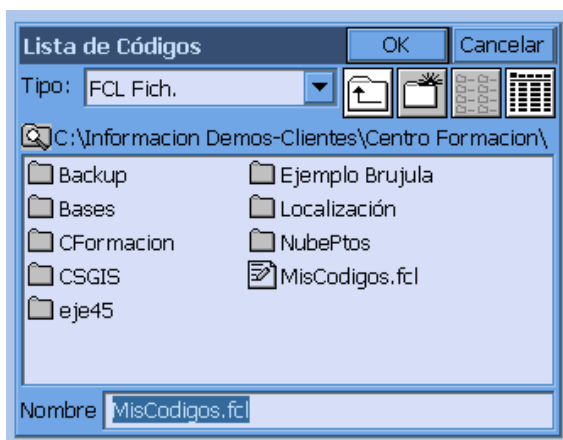 Lista de Códigos OK Cancelar
Tipo: FCL Fich.
C:\Informacion Demos-Clientes\Centro Formacion\
Backup Ejemplo Brujula
Bases Localización
CFormacion NubePtos
CSGIS MisCodigos.fcl
eje45
Nombre MisCodigos.fcl